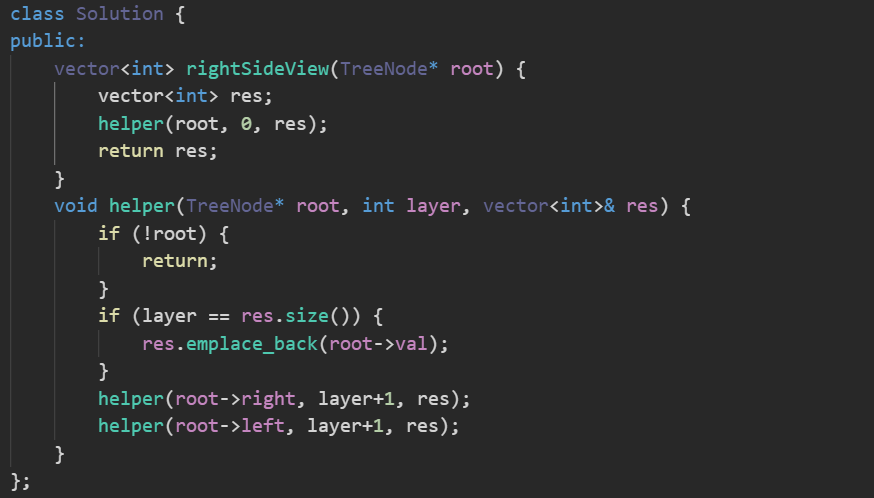 class Solution {
public:
    vector<int> rightSideView(TreeNode* root) {
        vector<int> res;
        helper(root, 0, res);
        return res;
    }
    void helper(TreeNode* root, int layer, vector<int>& res) {
        if (!root) {
            return;
        }
        if (layer == res.size()) {
            res.emplace_back(root->val);
        }
        helper(root->right, layer+1, res);
        helper(root->left, layer+1, res);
    }
};